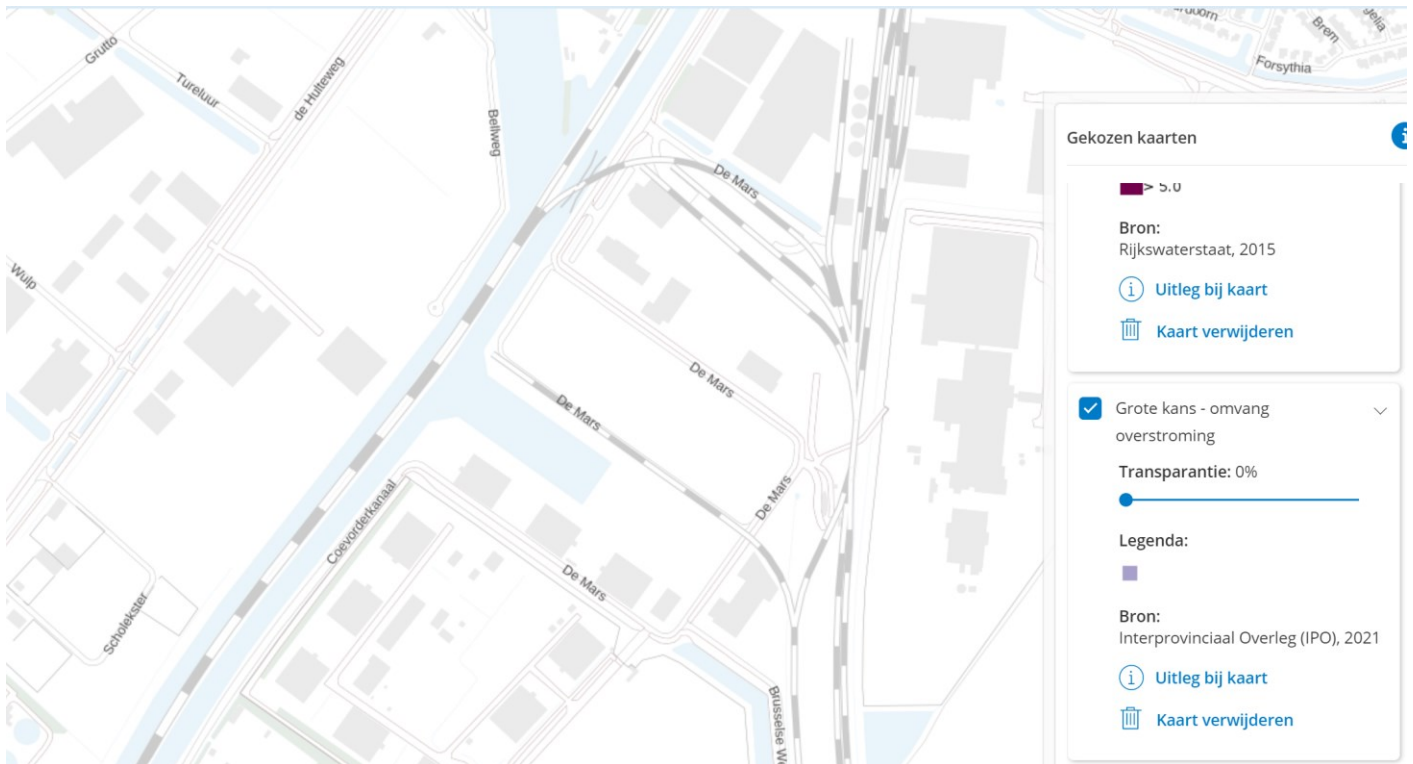 Grutto
Tureluur
de Hulteweg
Bellweg
Brem
Forsythia
De Mars
Wulp
De Mars
De Mars
De Mars
Coevorderkanaal
De Mars
Scholekster
Brusselse We
Gekozen kaarten
> 5.0
Bron:
Rijkswaterstaat, 2015
Uitleg bij kaart
Kaart verwijderen
Grote kans - omvang
overstroming
Transparantie: 0%
Legenda:
Bron:
Interprovinciaal Overleg (IPO), 2021
Uitleg bij kaart
Kaart verwijderen